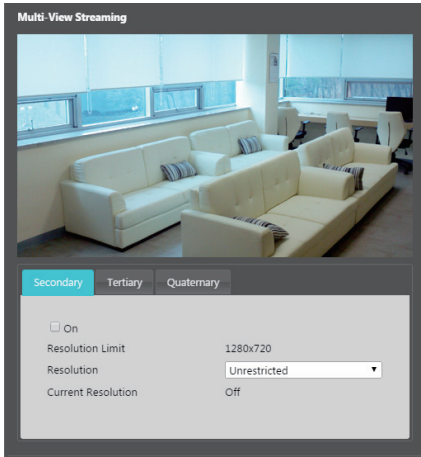 Multi-View Streaming
Secondary Tertiary Quaternary
On
Resolution Limit 1280x720
Resolution Unrestricted
Current Resolution Off